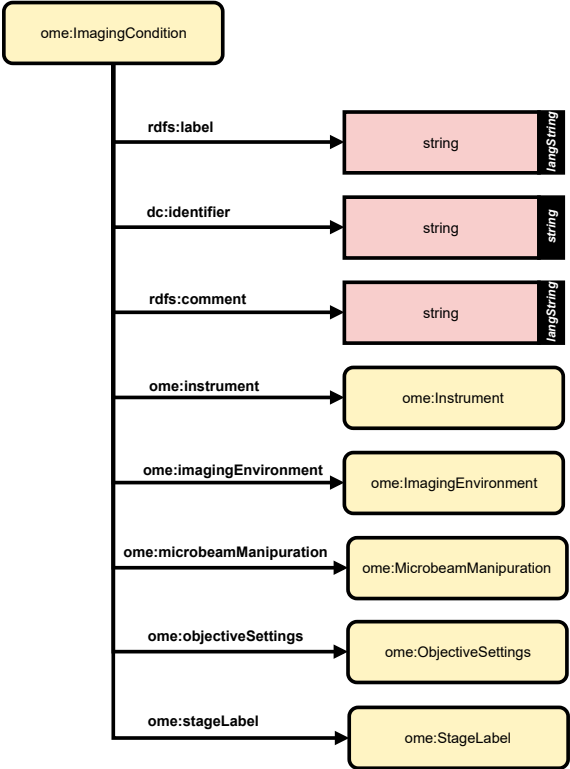 ome:ImagingCondition
rdfs:label
string
langString
dc:identifier
string
string
rdfs:comment
string
langString
ome:instrument
ome:Instrument
ome:imagingEnvironment
ome:ImagingEnvironment
ome:microbeamManipuration
ome:MicrobeamManipuration
ome:objectiveSettings
ome:ObjectiveSettings
ome:stageLabel
ome:StageLabel